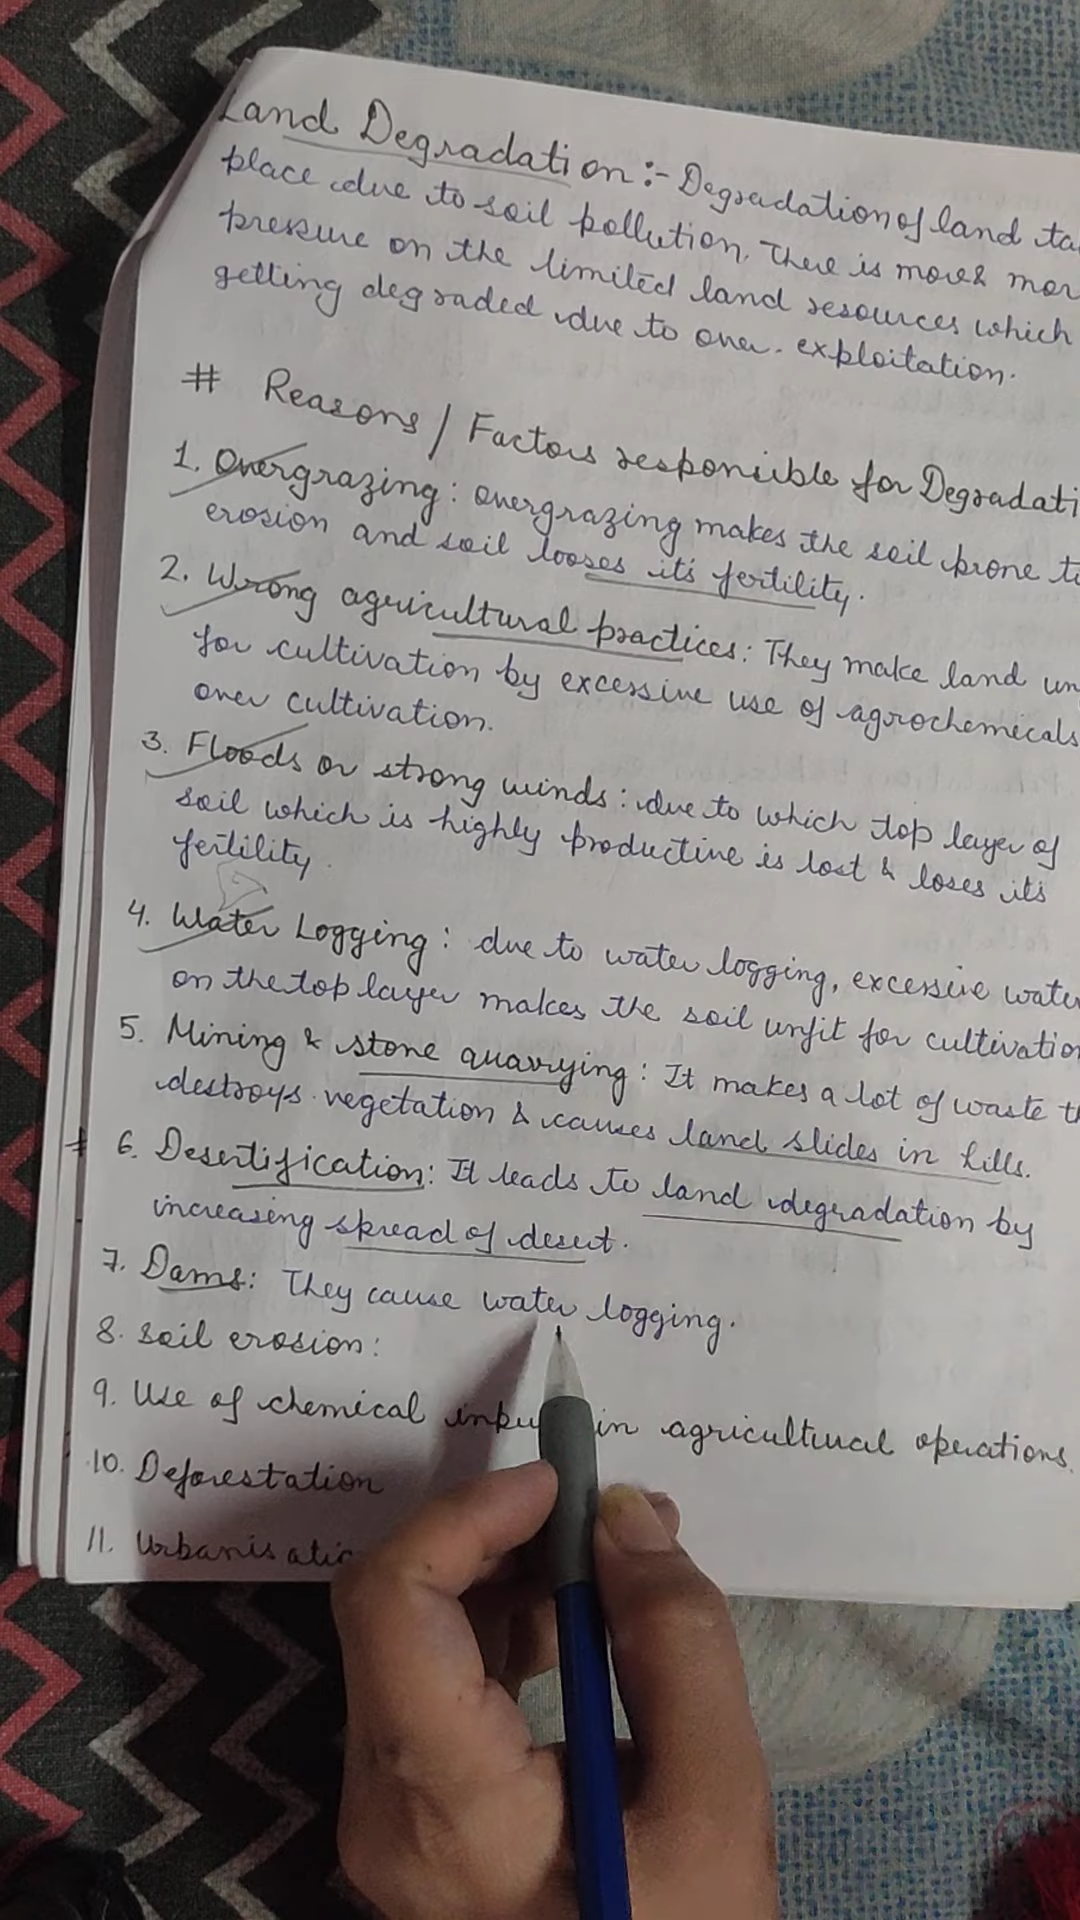 Land Degradation :- Degradation of land ta
place due to soil pollution. There is more & mor
pressure on the limited land resources which
getting degraded due to over. exploitation.
# Reasons / Factors responsible for Degradati
1. Overgrazing : overgrazing makes the soil prone t
erosion and soil looses its fertility.
2. Wrong agricultural practices : They make land un
for cultivation by excessive use of agrochemicals
over cultivation.
3. Floods or strong winds : due to which top layer of
soil which is highly productive is lost & loses its
fertility.
4. Water Logging : due to water logging, excessive water
on the top layer makes the soil unfit for cultivation
5. Mining & stone quarrying : It makes a lot of waste th
destroys vegetation & causes land slides in hills.
6. Desertification : It leads to land degradation by
increasing spread of desert.
7. Dams : They cause water logging.
8. soil erosion :
9. Use of chemical inpu in agricultural operations.
10. Deforestation
11. Urbanisatio